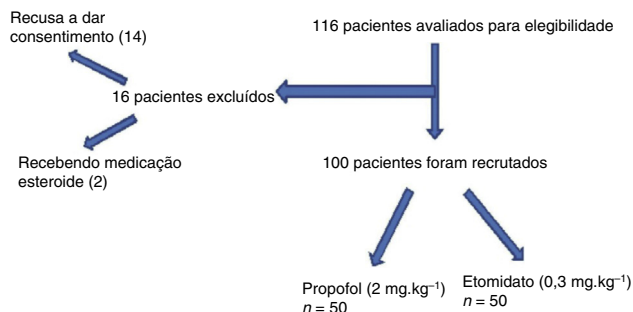 Recusa a dar
consentimento (14)
116 pacientes avaliados para elegibilidade
16 pacientes excluídos
Recebendo medicação
esteroide (2)
100 pacientes foram recrutados
Propofol (2 mg.kg⁻¹)
n = 50
Etomidato (0,3 mg.kg⁻¹)
n = 50